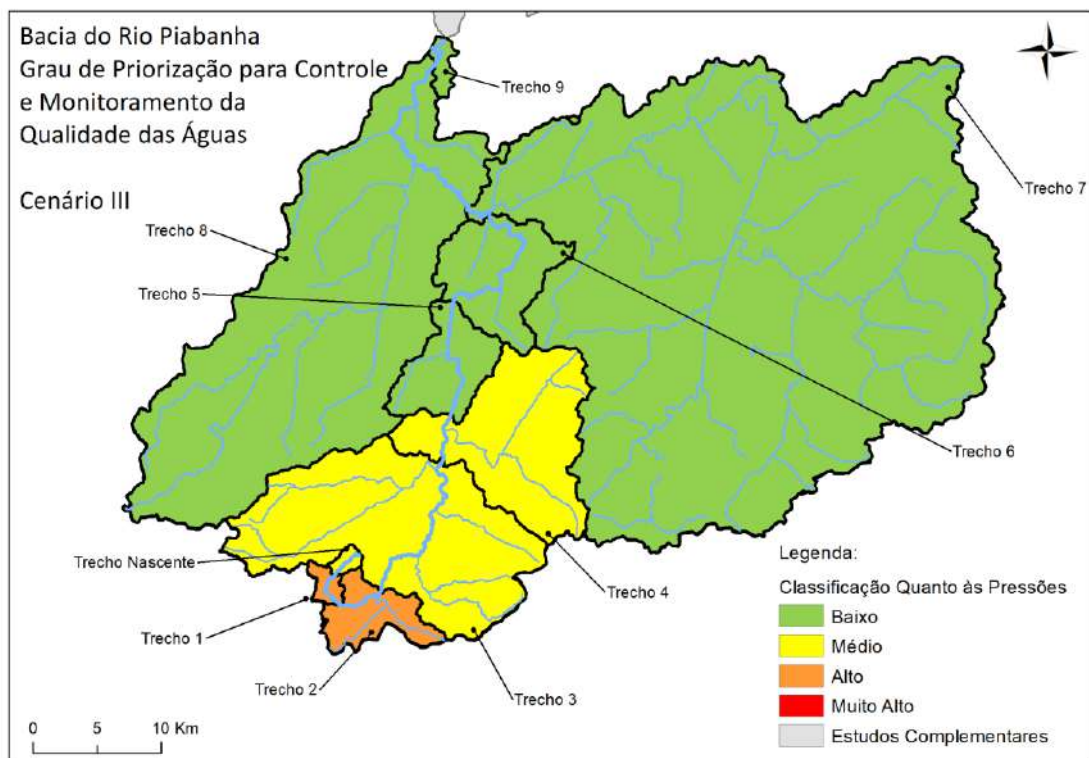 Bacia do Rio Piabanha
Grau de Priorização para Controle
e Monitoramento da
Qualidade das Águas
Cenário III
Trecho 9
Trecho 7
Trecho 8
Trecho 5
Trecho 6
Trecho Nascente
Trecho 4
Trecho 1
Trecho 2
Trecho 3
Legenda:
Classificação Quanto às Pressões
Baixo
Médio
Alto
Muito Alto
Estudos Complementares
0 5 10 Km